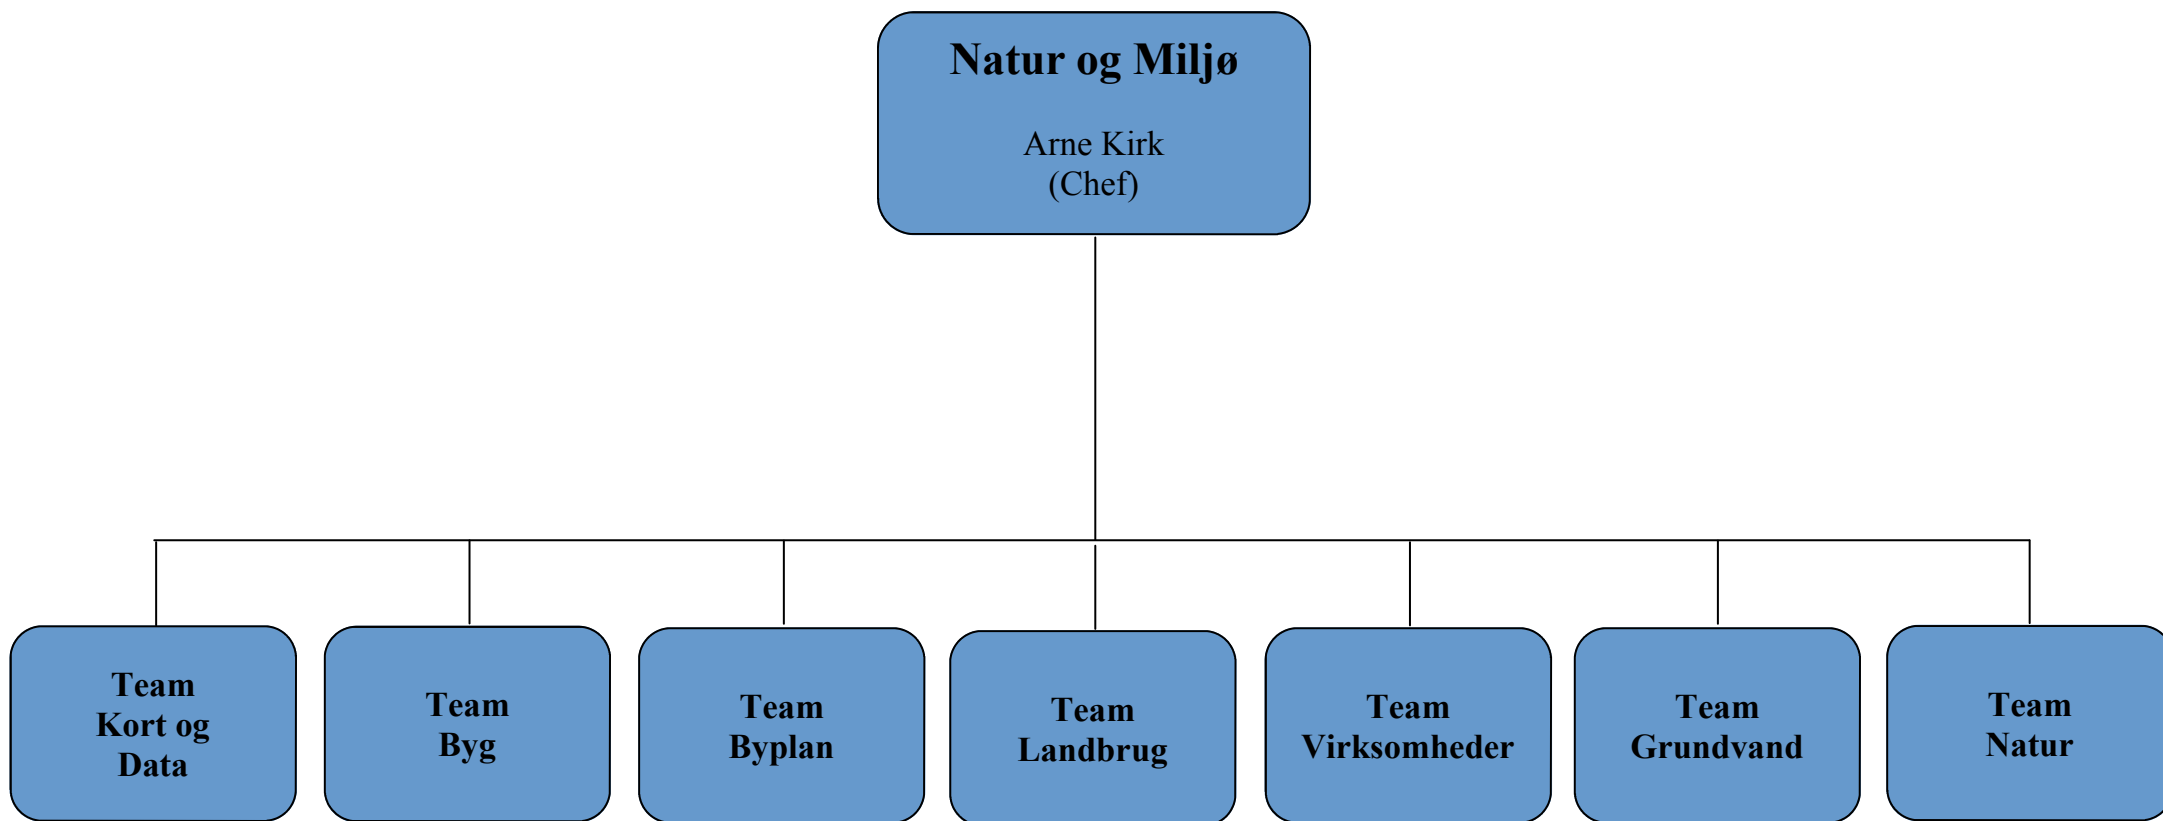 Natur og Miljø
Arne Kirk
(Chef)
Team
Kort og
Data
Team
Byg
Team
Byplan
Team
Landbrug
Team
Virksomheder
Team
Grundvand
Team
Natur